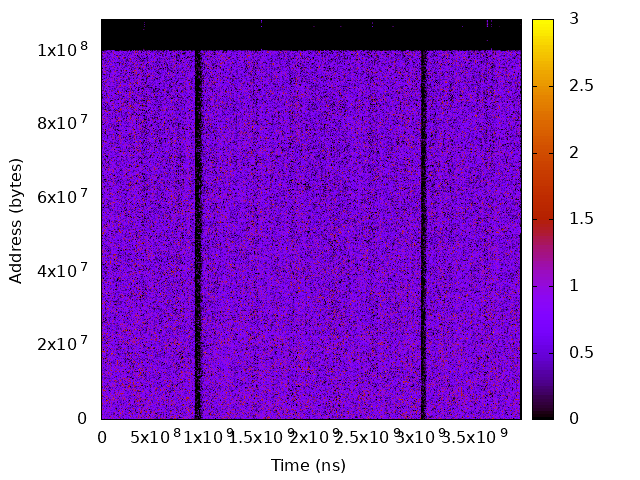 Address (bytes)
1x10^8
8x10^7
6x10^7
4x10^7
2x10^7
0
0 5x10^8 1x10^9 1.5x10^9 2x10^9 2.5x10^9 3x10^9 3.5x10^9
Time (ns)
3
2.5
2
1.5
1
0.5
0